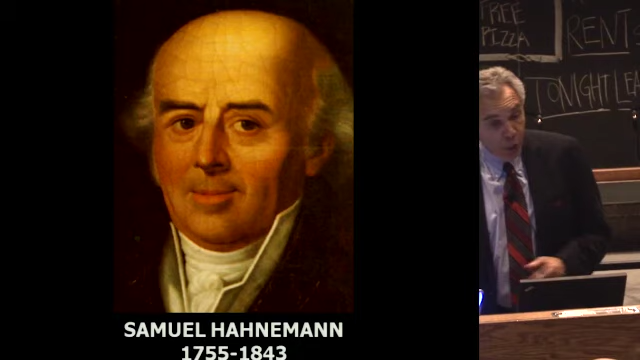 SAMUEL HAHNEMANN
1755-1843
FREE
PIZZA
RENT
TONIGHT